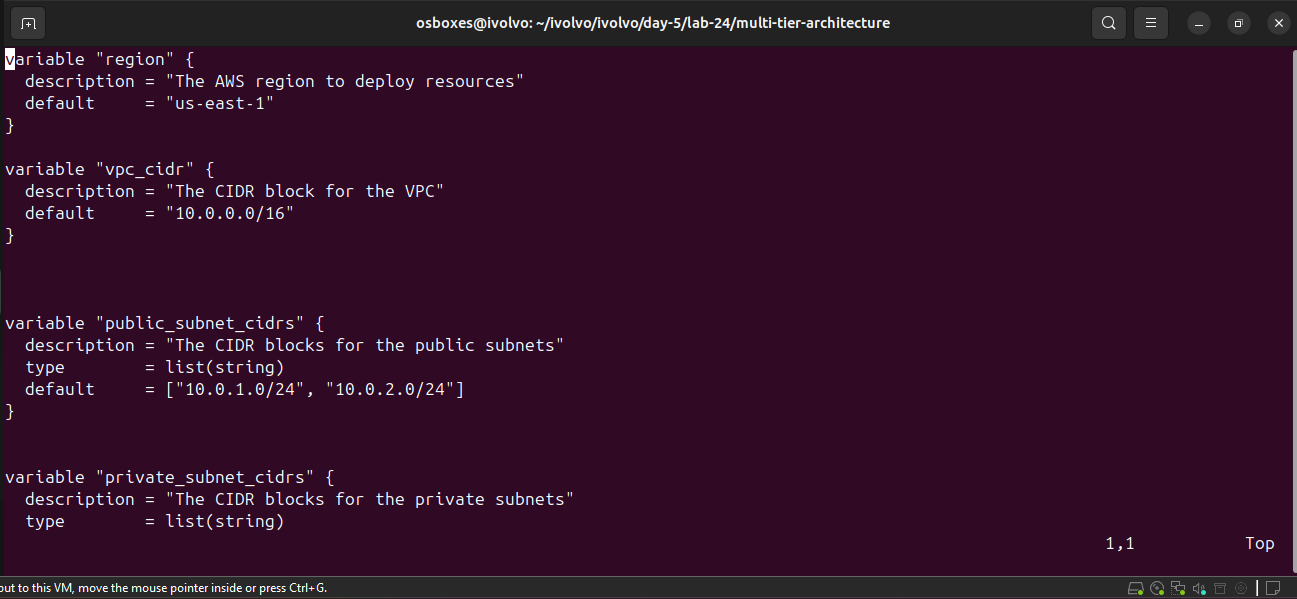 osboxes@ivolvo: ~/ivolvo/ivolvo/day-5/lab-24/multi-tier-architecture
variable "region" {
  description = "The AWS region to deploy resources"
  default     = "us-east-1"
}
variable "vpc_cidr" {
  description = "The CIDR block for the VPC"
  default     = "10.0.0.0/16"
}
variable "public_subnet_cidrs" {
  description = "The CIDR blocks for the public subnets"
  type        = list(string)
  default     = ["10.0.1.0/24", "10.0.2.0/24"]
}
variable "private_subnet_cidrs" {
  description = "The CIDR blocks for the private subnets"
  type        = list(string)
1,1 Top
to this VM, move the mouse pointer inside or press Ctrl+G.